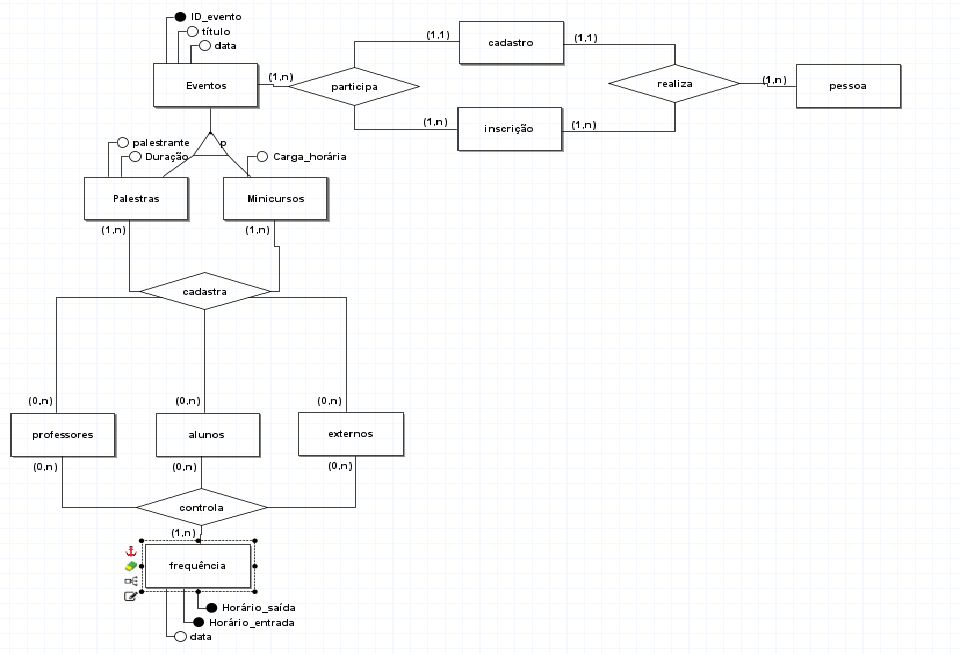 ID_evento
título
data
Eventos
(1,n)
participa
(1,1)
cadastro
(1,1)
realiza
(1,n)
pessoa
(1,n)
inscrição
(1,n)
p
palestrante
Duração
Carga_horária
Palestras
Minicursos
(1,n)
(1,n)
cadastra
(0,n)
(0,n)
(0,n)
professores
alunos
externos
(0,n)
(0,n)
(0,n)
controla
(1,n)
frequência
Horário_saída
Horário_entrada
data